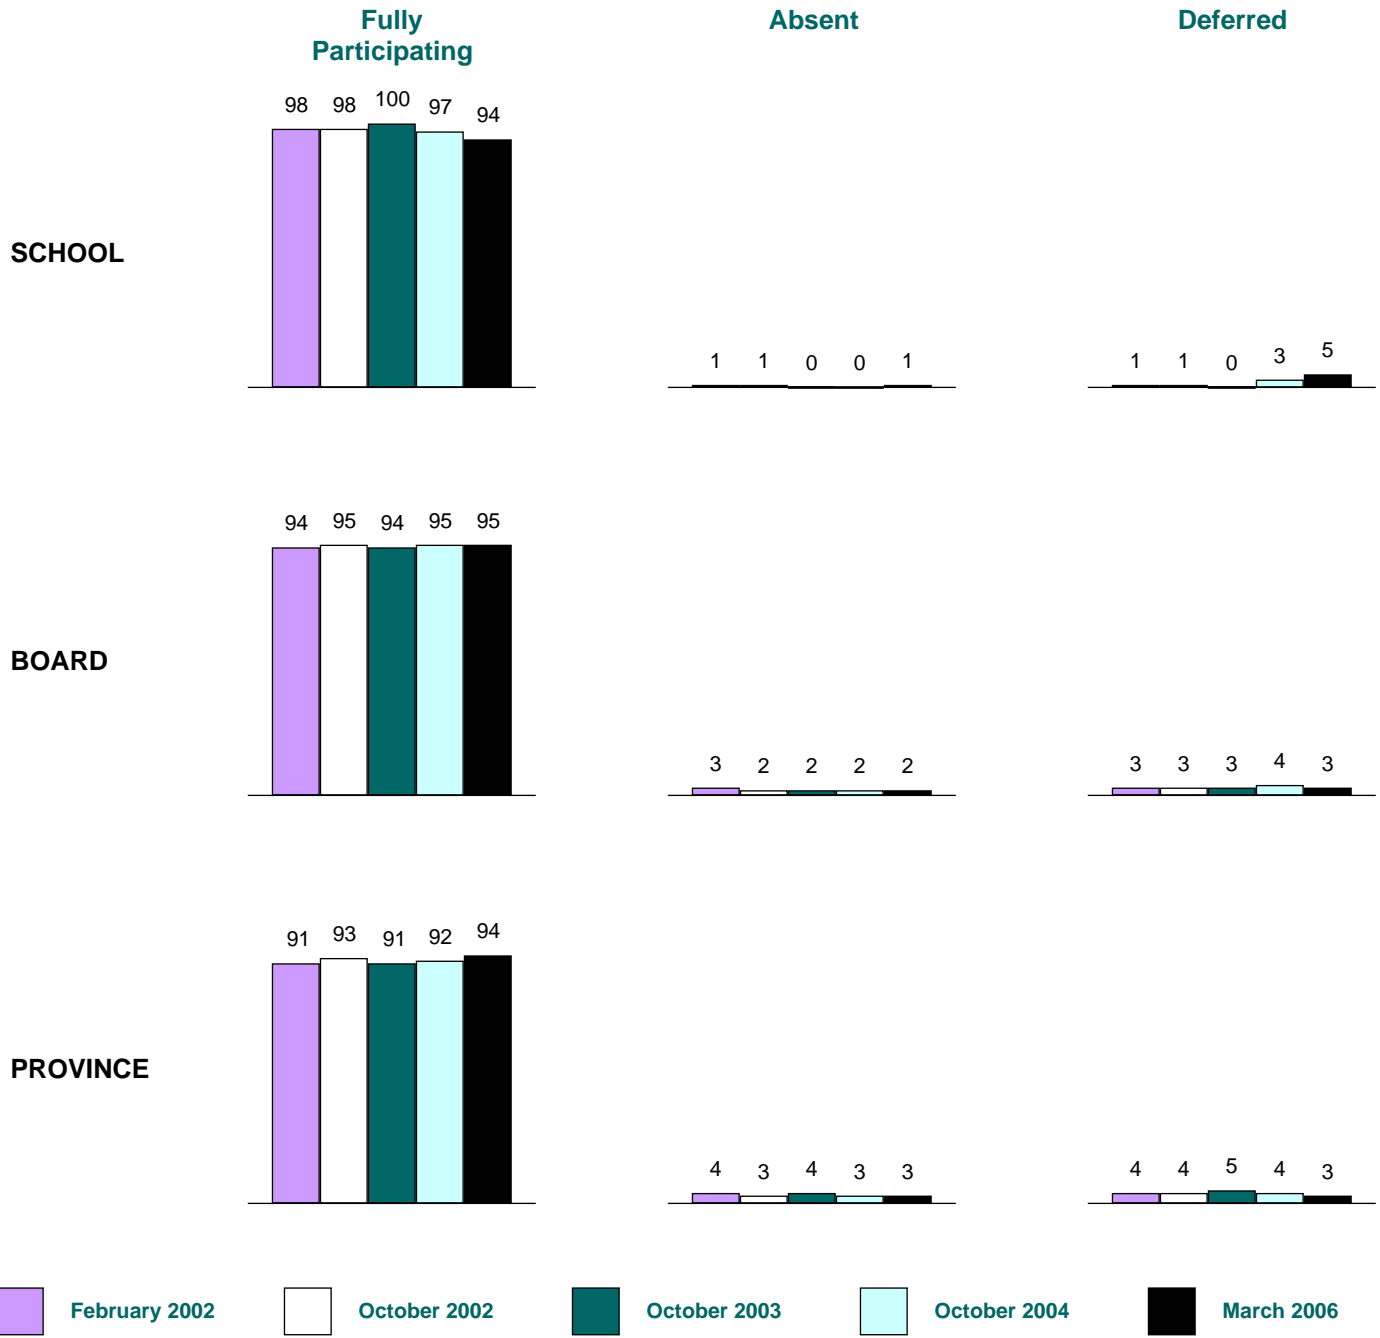 Fully Participating
Absent
Deferred
98 98 100 97 94
1 1 0 0 1
1 1 0 3 5
SCHOOL
94 95 94 95 95
3 2 2 2 2
3 3 3 4 3
BOARD
91 93 91 92 94
4 3 4 3 3
4 4 5 4 3
PROVINCE
February 2002
October 2002
October 2003
October 2004
March 2006